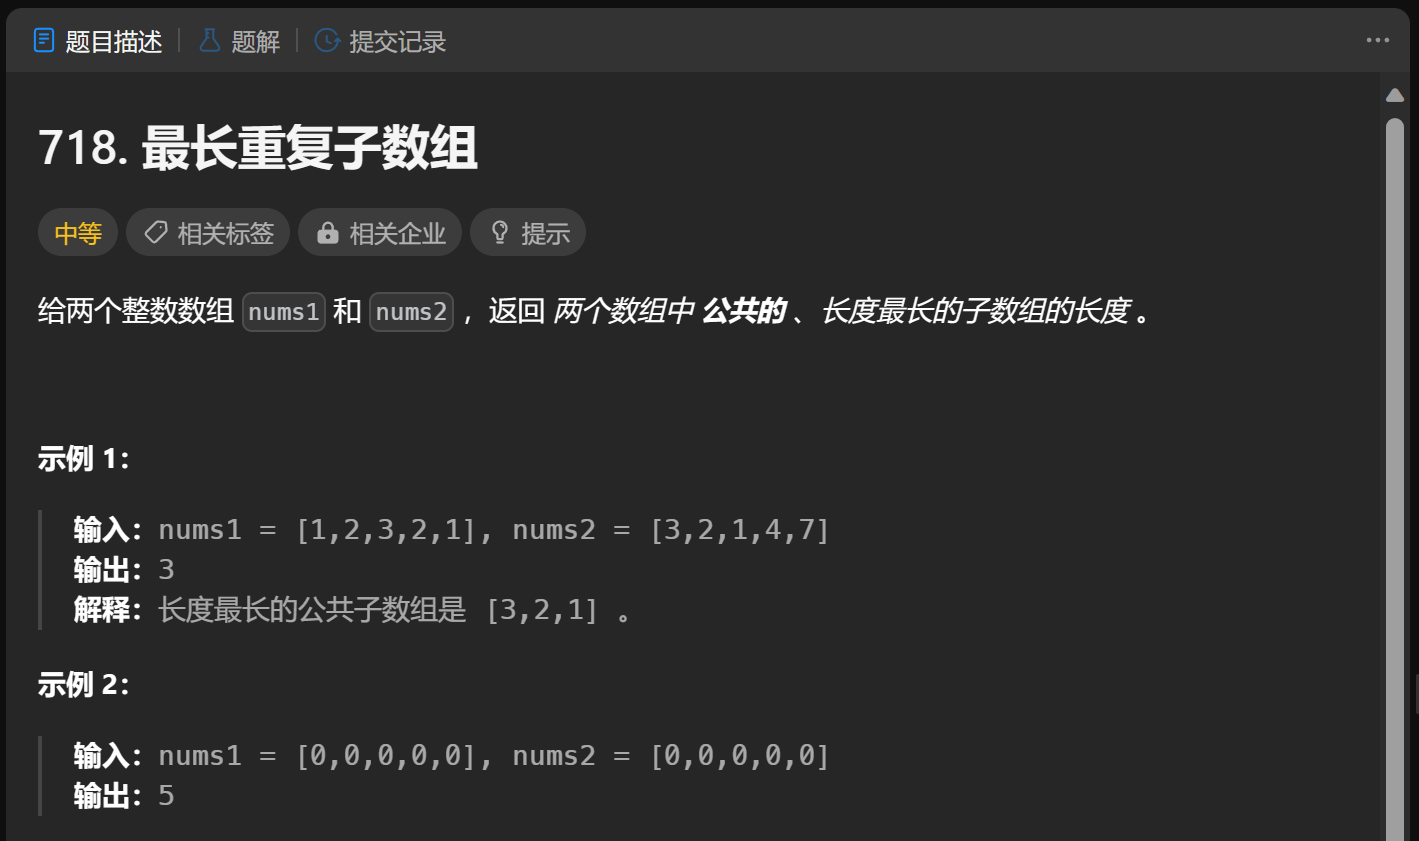 题目描述 | 题解 | 提交记录
718. 最长重复子数组
中等 相关标签 相关企业 提示
给两个整数数组 nums1 和 nums2 ，返回 两个数组中 公共的 、长度最长的子数组的长度 。
示例 1：
输入：nums1 = [1,2,3,2,1], nums2 = [3,2,1,4,7]
输出：3
解释：长度最长的公共子数组是 [3,2,1] 。
示例 2：
输入：nums1 = [0,0,0,0,0], nums2 = [0,0,0,0,0]
输出：5